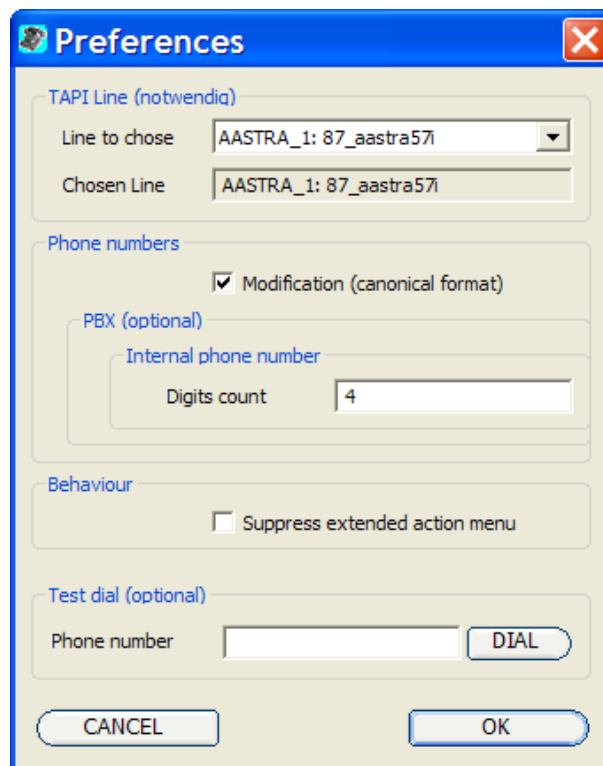 Preferences
TAPI Line (notwendig)
Line to chose AASTRA_1: 87_aastra57i
Chosen Line AASTRA_1: 87_aastra57i
Phone numbers
Modification (canonical format)
PBX (optional)
Internal phone number
Digits count 4
Behaviour
Suppress extended action menu
Test dial (optional)
Phone number DIAL
CANCEL OK